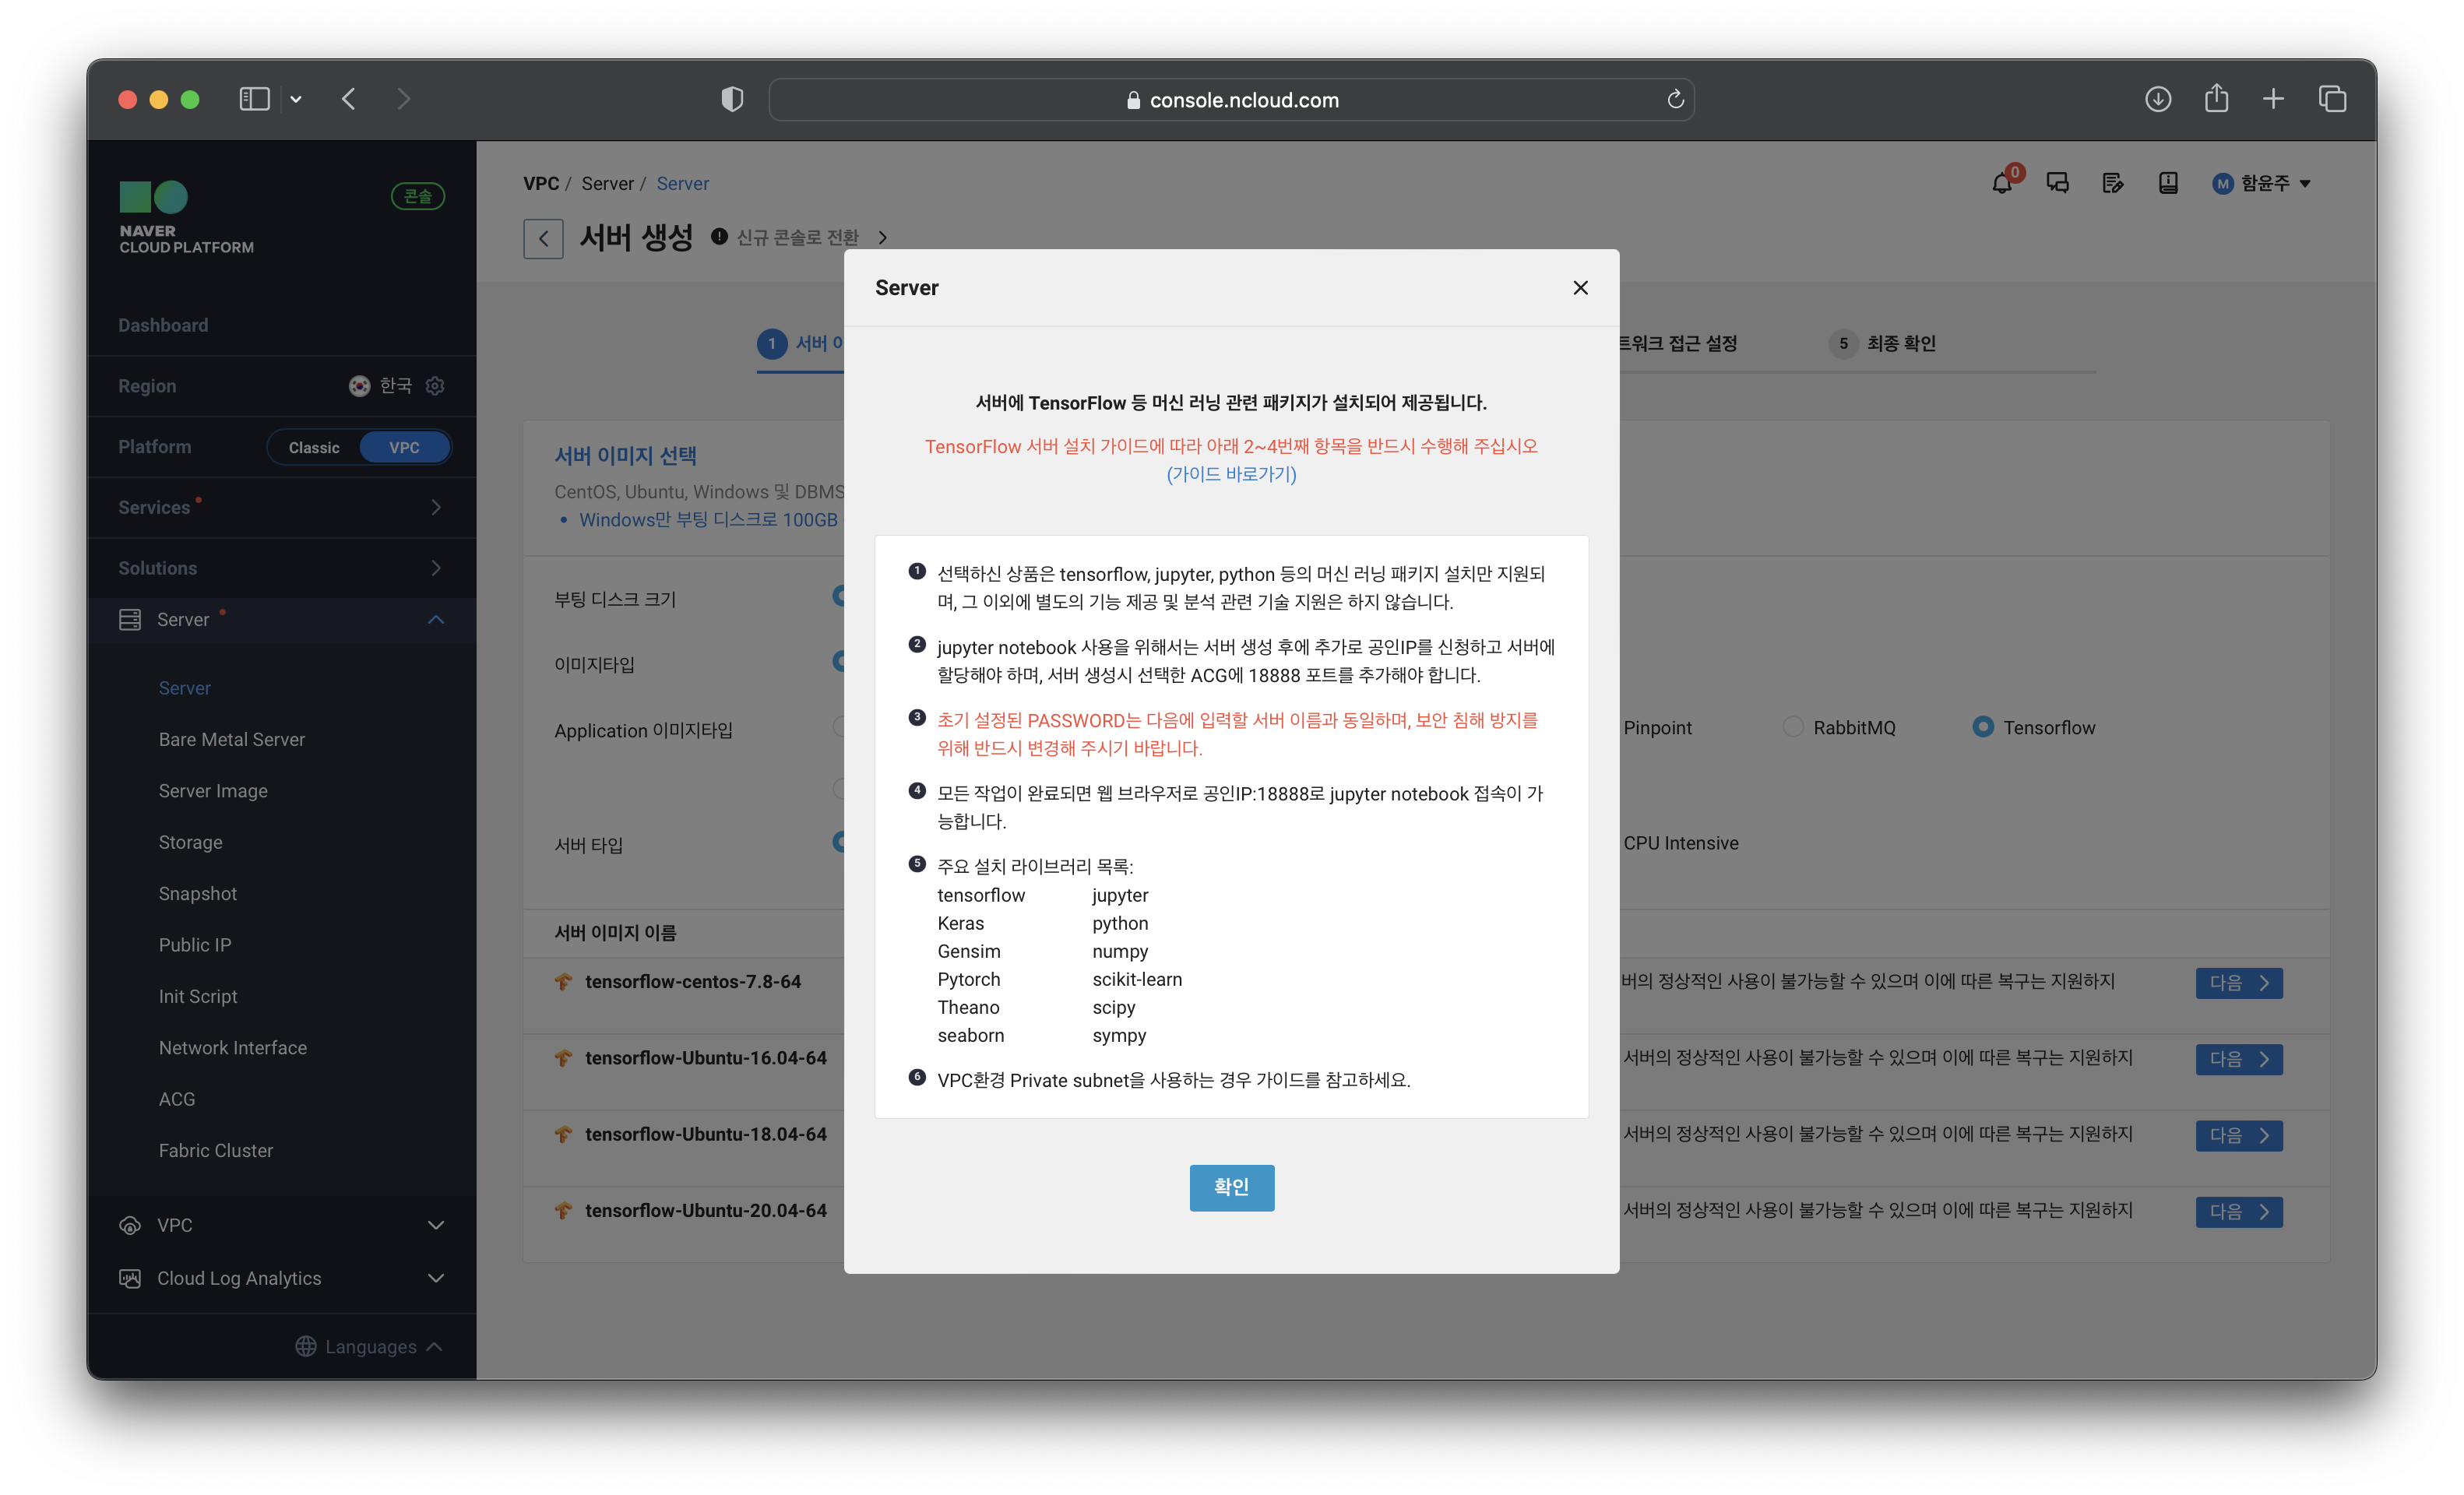 console.ncloud.com
NAVER
CLOUD PLATFORM
콘솔
Dashboard
Region 한국
Platform Classic VPC
Services
Solutions
Server
Server
Bare Metal Server
Server Image
Storage
Snapshot
Public IP
Init Script
Network Interface
ACG
Fabric Cluster
VPC
Cloud Log Analytics
Languages
VPC / Server / Server
0
M 함윤주
서버 생성 신규 콘솔로 전환
1 서버 이
트워크 접근 설정
5 최종 확인
서버 이미지 선택
CentOS, Ubuntu, Windows 및 DBMS
• Windows만 부팅 디스크로 100GB
부팅 디스크 크기
이미지타입
Application 이미지타입
Pinpoint RabbitMQ Tensorflow
서버 타입
CPU Intensive
서버 이미지 이름
tensorflow-centos-7.8-64
버의 정상적인 사용이 불가능할 수 있으며 이에 따른 복구는 지원하지
다음
tensorflow-Ubuntu-16.04-64
서버의 정상적인 사용이 불가능할 수 있으며 이에 따른 복구는 지원하지
다음
tensorflow-Ubuntu-18.04-64
서버의 정상적인 사용이 불가능할 수 있으며 이에 따른 복구는 지원하지
다음
tensorflow-Ubuntu-20.04-64
서버의 정상적인 사용이 불가능할 수 있으며 이에 따른 복구는 지원하지
다음
Server
서버에 TensorFlow 등 머신 러닝 관련 패키지가 설치되어 제공됩니다.
TensorFlow 서버 설치 가이드에 따라 아래 2~4번째 항목을 반드시 수행해 주십시오
(가이드 바로가기)
1 선택하신 상품은 tensorflow, jupyter, python 등의 머신 러닝 패키지 설치만 지원되
며, 그 이외에 별도의 기능 제공 및 분석 관련 기술 지원은 하지 않습니다.
2 jupyter notebook 사용을 위해서는 서버 생성 후에 추가로 공인IP를 신청하고 서버에
할당해야 하며, 서버 생성시 선택한 ACG에 18888 포트를 추가해야 합니다.
3 초기 설정된 PASSWORD는 다음에 입력할 서버 이름과 동일하며, 보안 침해 방지를
위해 반드시 변경해 주시기 바랍니다.
4 모든 작업이 완료되면 웹 브라우저로 공인IP:18888로 jupyter notebook 접속이 가
능합니다.
5 주요 설치 라이브러리 목록:
tensorflow jupyter
Keras python
Gensim numpy
Pytorch scikit-learn
Theano scipy
seaborn sympy
6 VPC환경 Private subnet을 사용하는 경우 가이드를 참고하세요.
확인